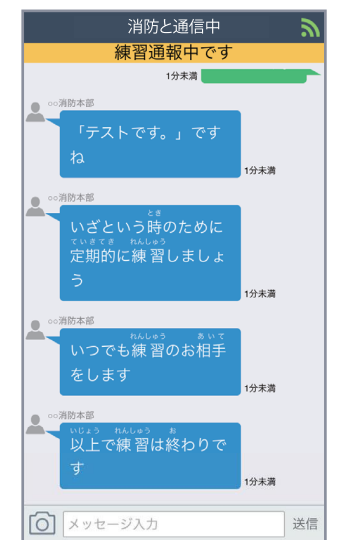 消防と通信中
練習通報中です
1分未満
○○消防本部
「テストです。」です
ね
1分未満
○○消防本部
とき
いざという時のために
ていきてき れんしゅう
定期的に練習しましょ
う
1分未満
○○消防本部
れんしゅう あいて
いつでも練習のお相手
をします
1分未満
○○消防本部
いじょう れんしゅう お
以上で練習は終わりで
す
1分未満
メッセージ入力
送信